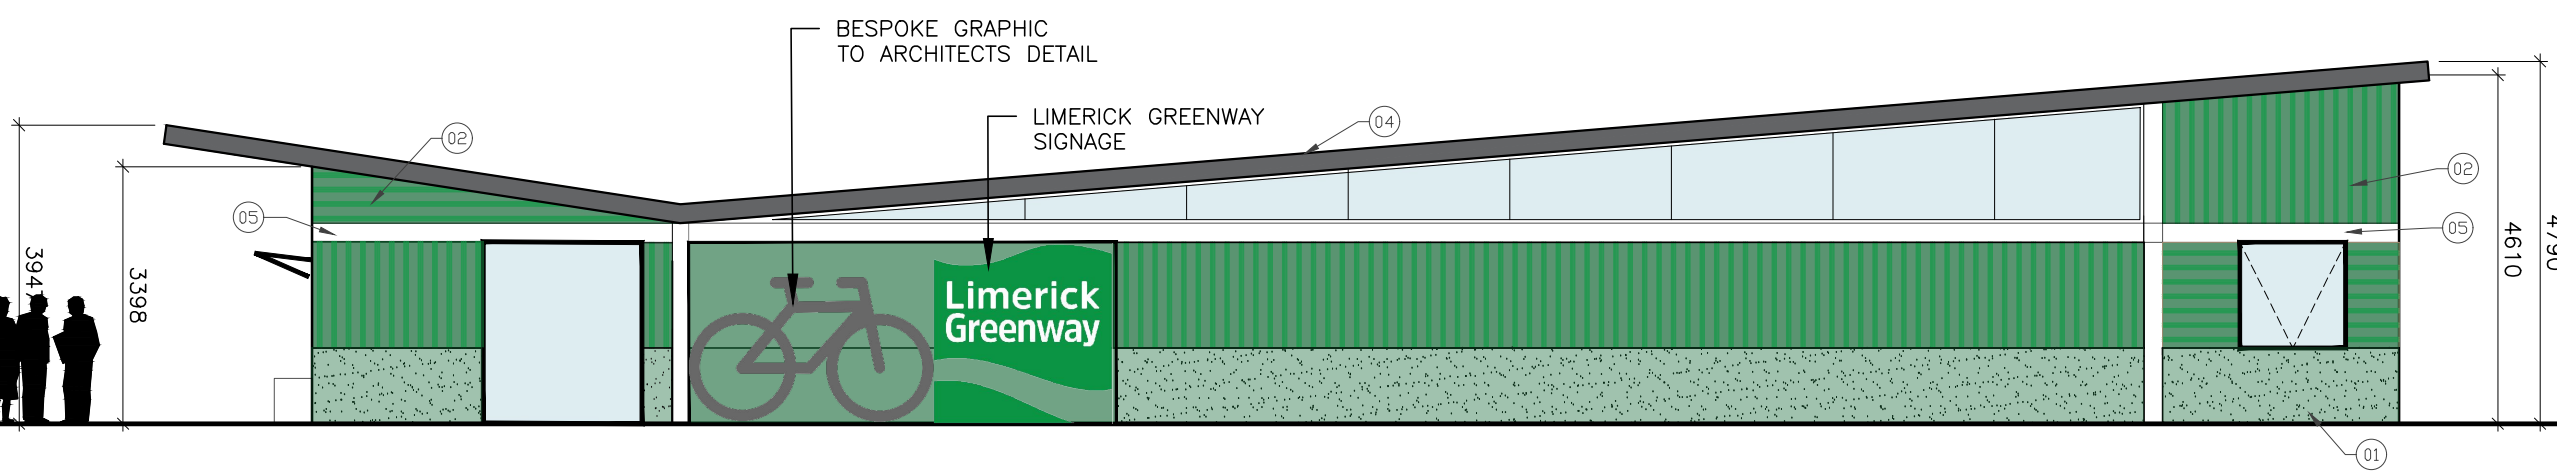 BESPOKE GRAPHIC
TO ARCHITECTS DETAIL
LIMERICK GREENWAY
SIGNAGE
02
04
02
05
05
3398
4610
Limerick
Greenway
01